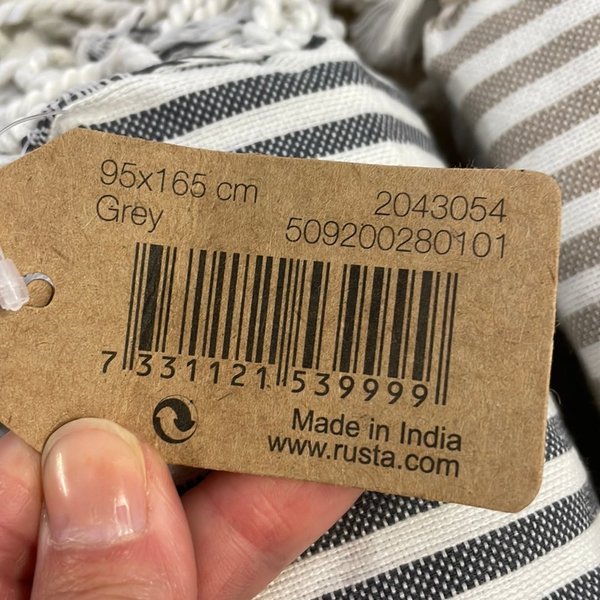 95x165 cm 2043054
Grey 509200280101
7 331121 539999
Made in India
www.rusta.com